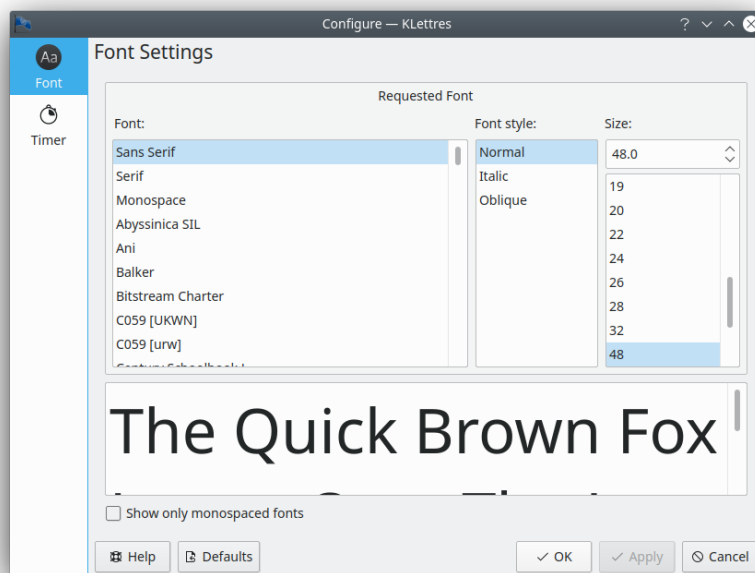 Configure — KLettres
Font Settings
Font
Timer
Requested Font
Font:
Font style:
Size:
Sans Serif
Serif
Monospace
Abyssinica SIL
Ani
Balker
Bitstream Charter
C059 [UKWN]
C059 [urw]
Normal
Italic
Oblique
48.0
19
20
22
24
26
28
32
48
The Quick Brown Fox
Show only monospaced fonts
Help
Defaults
OK
Apply
Cancel